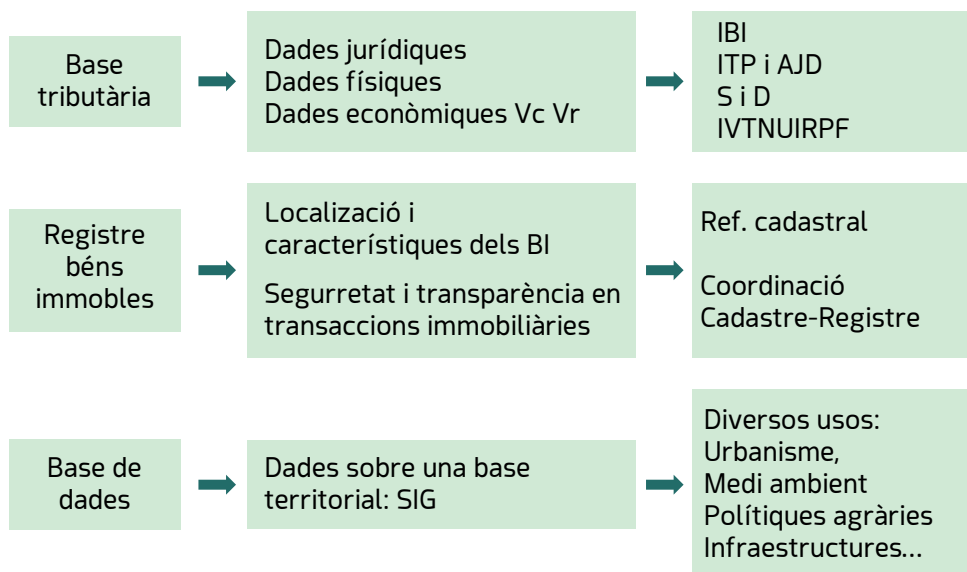 Base
tributària
Dades jurídiques
Dades físiques
Dades econòmiques Vc Vr
IBI
ITP i AJD
S i D
IVTNUIRPF
Registre
béns
immobles
Localizació i
característiques dels BI
Segurretat i transparència en
transaccions immobiliàries
Ref. cadastral
Coordinació
Cadastre-Registre
Base de
dades
Dades sobre una base
territorial: SIG
Diversos usos:
Urbanisme,
Medi ambient
Polítiques agràries
Infraestructures...